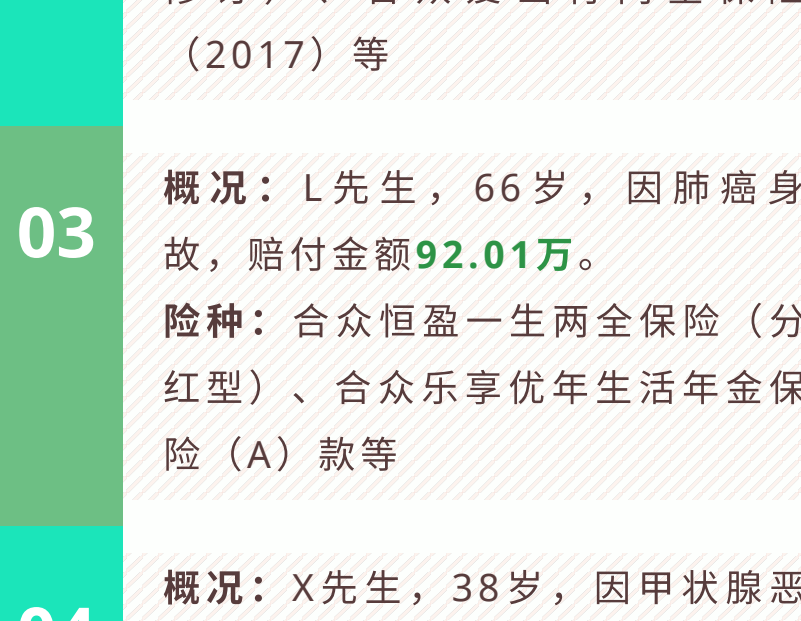 （2017）等
03
概况：L先生，66岁，因肺癌身
故，赔付金额92.01万。
险种：合众恒盈一生两全保险（分
红型）、合众乐享优年生活年金保
险（A）款等
概况：X先生，38岁，因甲状腺恶
04